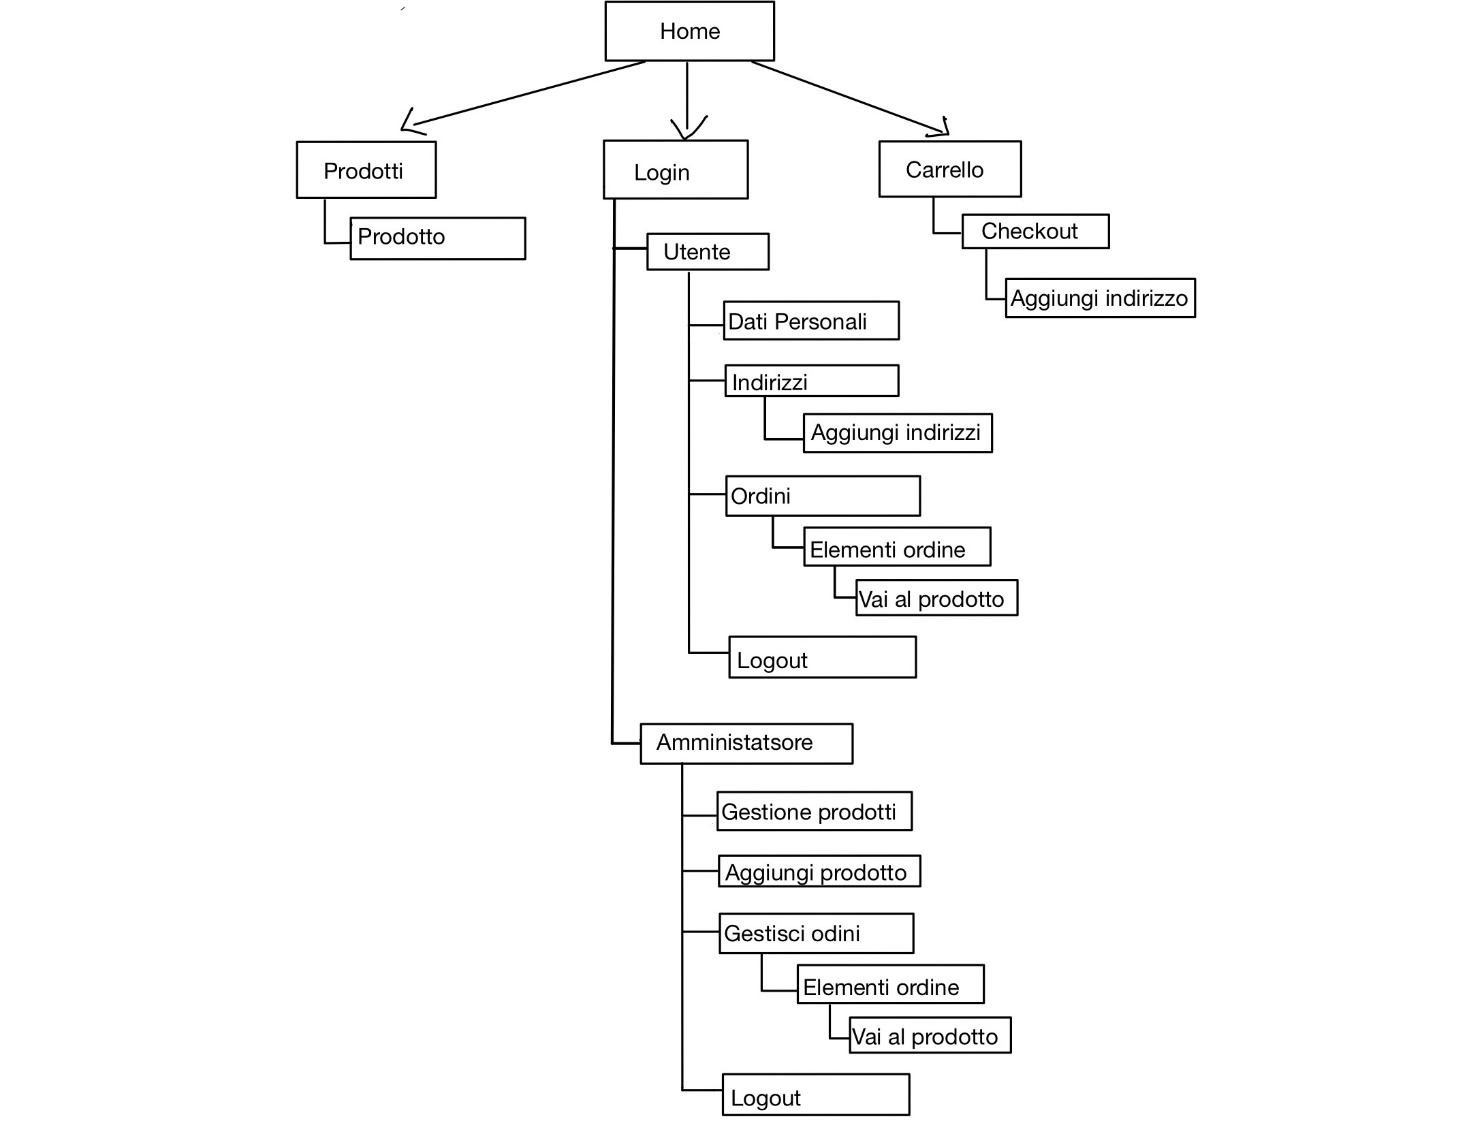 Home
Prodotti
Login
Carrello
Prodotto
Checkout
Utente
Aggiungi indirizzo
Dati Personali
Indirizzi
Aggiungi indirizzi
Ordini
Elementi ordine
Vai al prodotto
Logout
Amministatsore
Gestione prodotti
Aggiungi prodotto
Gestisci odini
Elementi ordine
Vai al prodotto
Logout